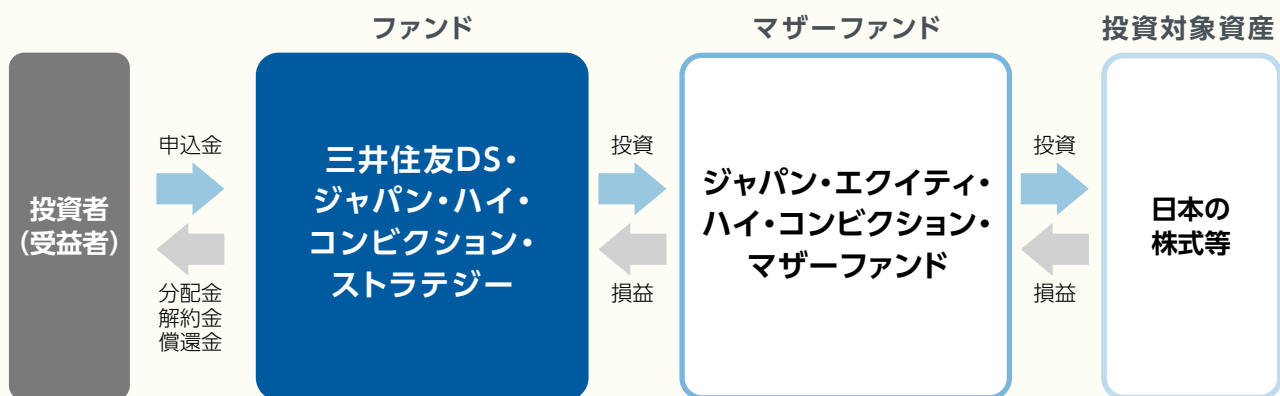 ファンド
マザーファンド
投資対象資産
投資者
(受益者)
申込金
分配金
解約金
償還金
三井住友DS・
ジャパン・ハイ・
コンビクション・
ストラテジー
投資
損益
ジャパン・エクイティ・
ハイ・コンビクション・
マザーファンド
投資
損益
日本の
株式等